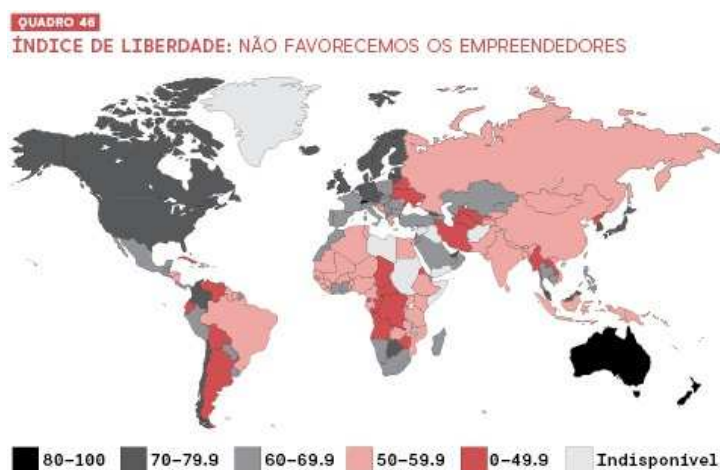 QUADRO 46
ÍNDICE DE LIBERDADE: NÃO FAVORECEMOS OS EMPREENDEDORES
80-100 70-79.9 60-69.9 50-59.9 0-49.9 Indisponível